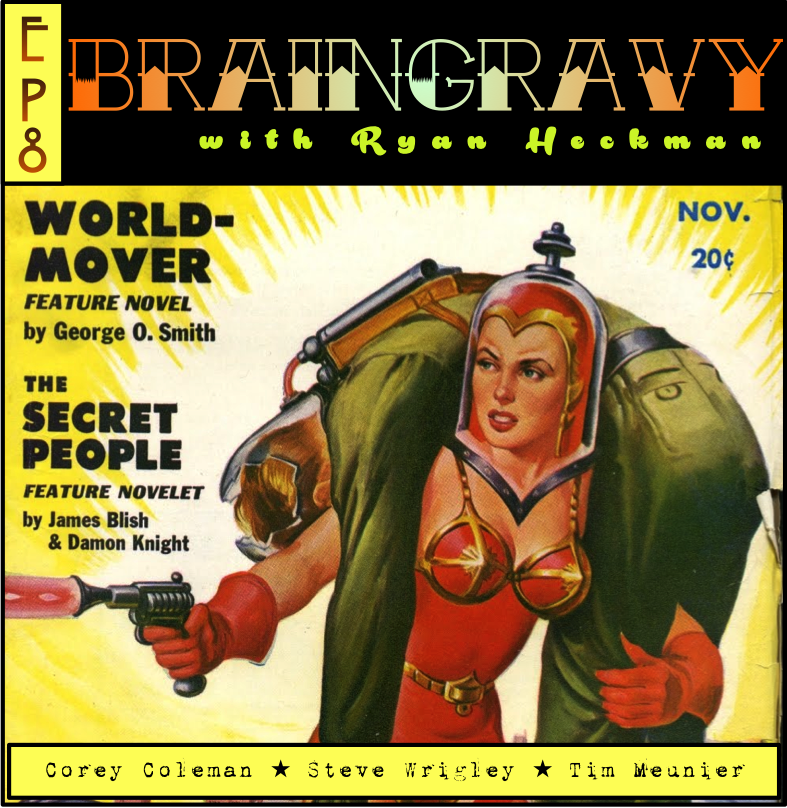 EP8
BRAINGRAVY
with Ryan Heckman
WORLD-
MOVER
FEATURE NOVEL
by George O. Smith
THE
SECRET
PEOPLE
FEATURE NOVELET
by James Blish
& Damon Knight
NOV.
20¢
Corey Coleman ★ Steve Wrigley ★ Tim Meunier